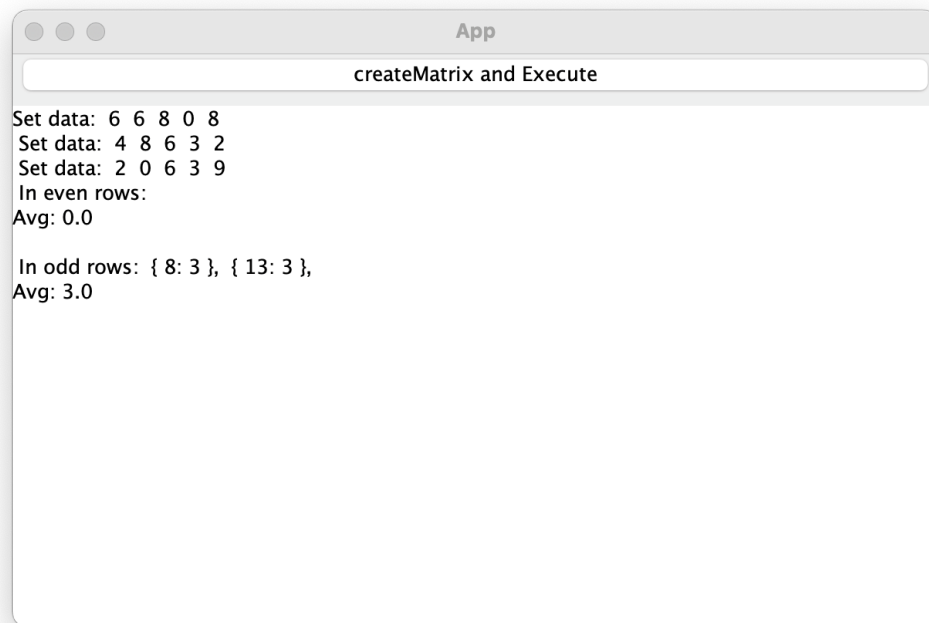 App
createMatrix and Execute
Set data:  6  6  8  0  8
Set data:  4  8  6  3  2
Set data:  2  0  6  3  9
In even rows:
Avg: 0.0
In odd rows:  { 8: 3 },  { 13: 3 },
Avg: 3.0